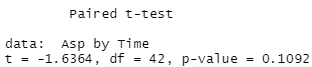 Paired t-test
data:  Asp by Time
t = -1.6364, df = 42, p-value = 0.1092